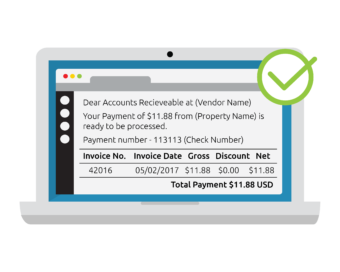 Dear Accounts Recieveable at (Vendor Name)
Your Payment of $11.88 from (Property Name) is
ready to be processed.
Payment number - 113113 (Check Number)
Invoice No. Invoice Date Gross Discount Net
42016 05/02/2017 $11.88 $0.00 $11.88
Total Payment $11.88 USD